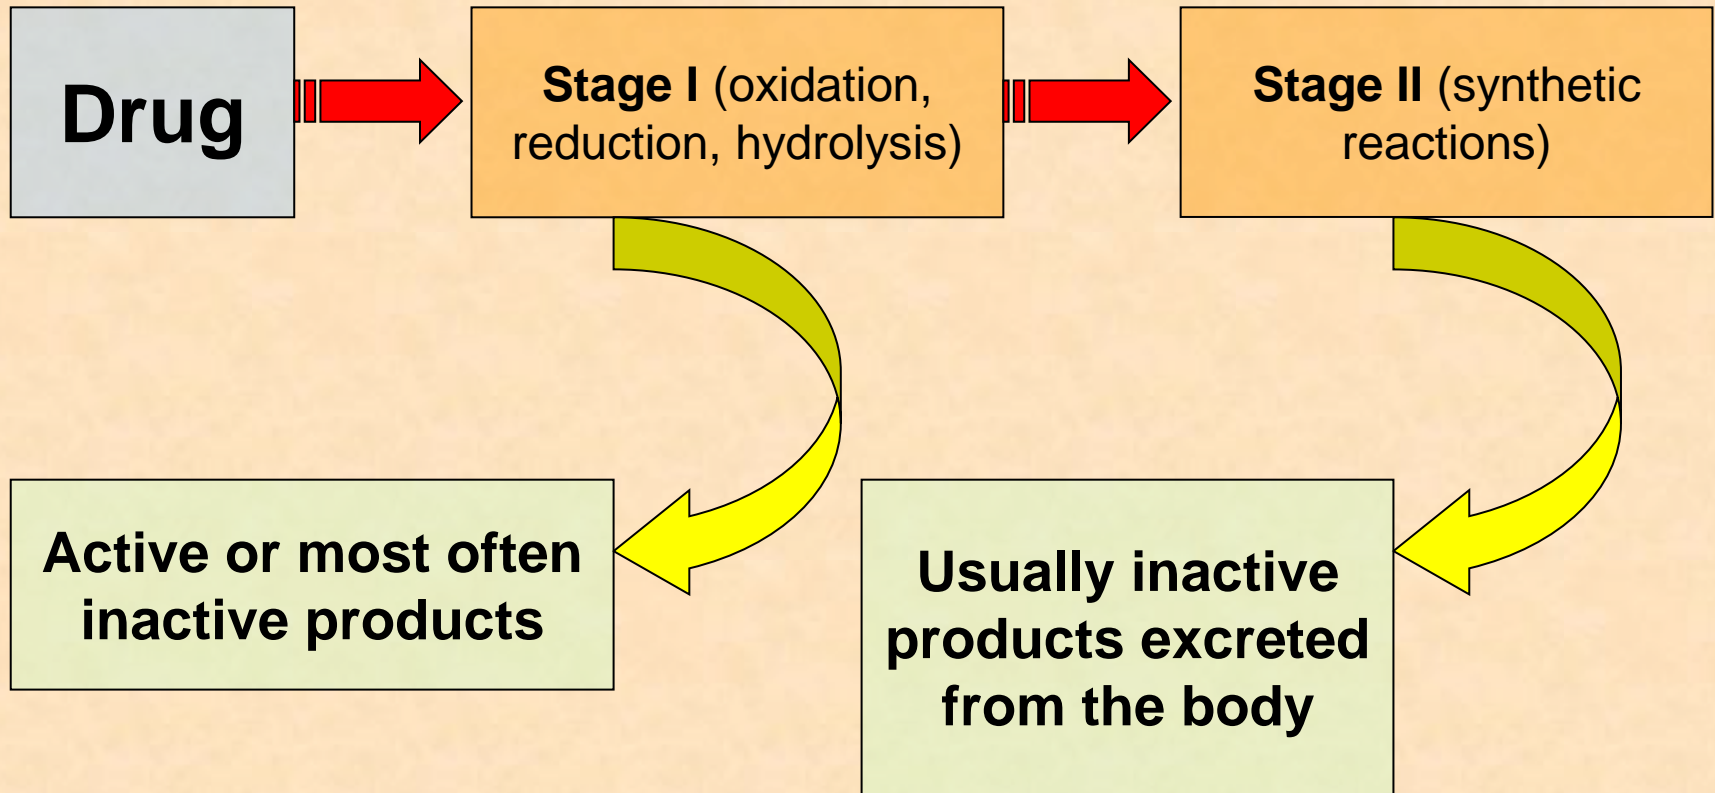 Drug
Stage I (oxidation,
reduction, hydrolysis)
Stage II (synthetic
reactions)
Active or most often
inactive products
Usually inactive
products excreted
from the body